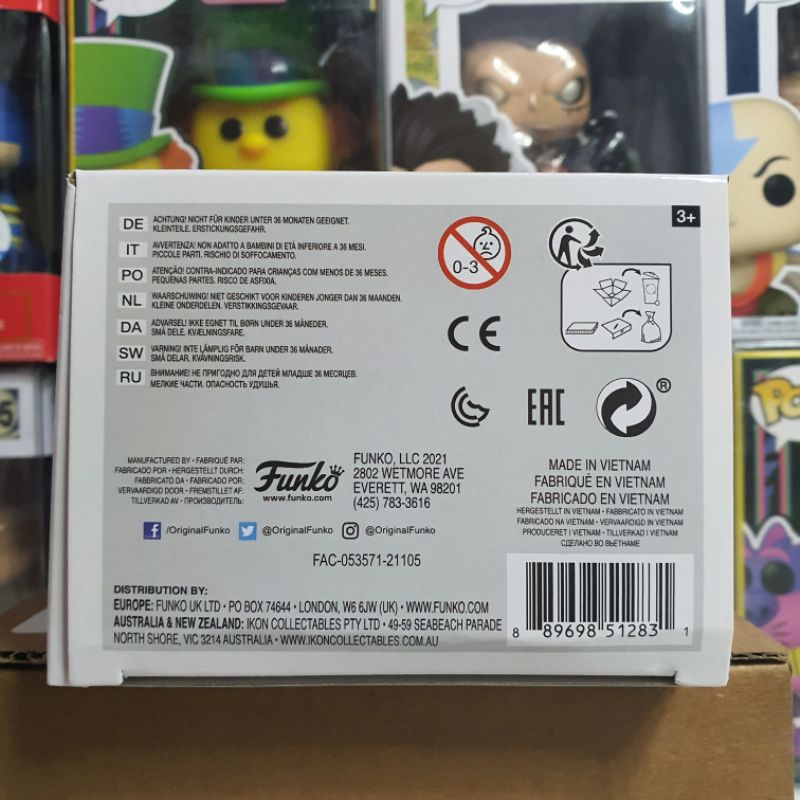 DE ACHTUNG! NICHT FÜR KINDER UNTER 36 MONATEN GEEIGNET.
KLEINTEILE. ERSTICKUNGSGEFAHR.
IT AVVERTENZA! NON ADATTO A BAMBINI DI ETÀ INFERIORE A 36 MESI.
PICCOLE PARTI. RISCHIO DI SOFFOCAMENTO.
PO ATENÇÃO! CONTRA-INDICADO PARA CRIANÇAS COM MENOS DE 36 MESES.
PEQUENAS PARTES. RISCO DE ASFIXIA.
NL WAARSCHUWING! NIET GESCHIKT VOOR KINDEREN JONGER DAN 36 MAANDEN.
KLEINE ONDERDELEN. VERSTIKKINGSGEVAAR.
DA ADVARSEL! IKKE EGNET TIL BØRN UNDER 36 MÅNEDER.
SMÅ DELE. KVÆLNINGSFARE.
SW VARNING! INTE LÄMPLIG FÖR BARN UNDER 36 MÅNADER.
SMÅ DELAR. KVÄVNINGSRISK.
RU ВНИМАНИЕ! НЕ ПРИГОДНО ДЛЯ ДЕТЕЙ МЛАДШЕ 36 МЕСЯЦЕВ.
МЕЛКИЕ ЧАСТИ. ОПАСНОСТЬ УДУШЬЯ.
0-3
3+
CE
EAC
®
MANUFACTURED BY • FABRIQUÉ PAR:
FABRICADO POR • HERGESTELLT DURCH:
FABBRICATO DA • FABRICADO POR:
VERVAARDIGD DOOR • FREMSTILLET AF:
TILLVERKAD AV • ПРОИЗВОДИТЕЛЬ:
Funko
www.funko.com
FUNKO, LLC 2021
2802 WETMORE AVE
EVERETT, WA 98201
(425) 783-3616
/OriginalFunko @OriginalFunko @OriginalFunko
FAC-053571-21105
MADE IN VIETNAM
FABRIQUÉ EN VIETNAM
FABRICADO EN VIETNAM
HERGESTELLT IN VIETNAM • FABBRICATO IN VIETNAM
FABRICADO NA VIETNAM • VERVAARDIGD IN VIETNAM
PRODUCERET I VIETNAM • TILLVERKAD I VIETNAM
СДЕЛАНО ВО ВЬЕТНАМЕ
DISTRIBUTION BY:
EUROPE: FUNKO UK LTD • PO BOX 74644 • LONDON, W6 6JW (UK) • WWW.FUNKO.COM
AUSTRALIA & NEW ZEALAND: IKON COLLECTABLES PTY LTD • 49-59 SEABEACH PARADE
NORTH SHORE, VIC 3214 AUSTRALIA • WWW.IKONCOLLECTABLES.COM.AU
8 89698 51283 1